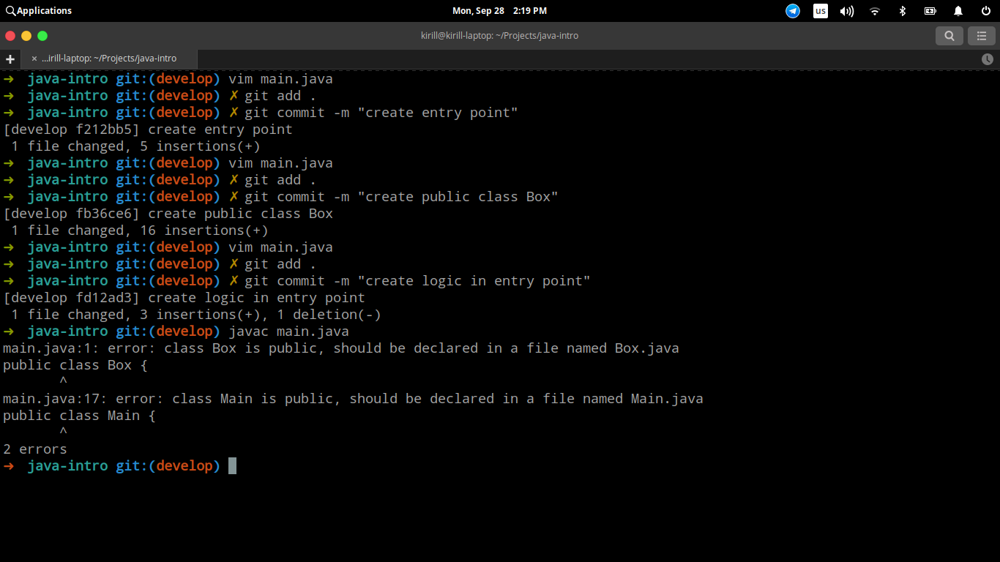 Applications
Mon, Sep 28 2:19 PM
us
kirill@kirill-laptop: ~/Projects/java-intro
+ × ...irill-laptop: ~/Projects/java-intro
➜ java-intro git:(develop) vim main.java
➜ java-intro git:(develop) ✗ git add .
➜ java-intro git:(develop) ✗ git commit -m "create entry point"
[develop f212bb5] create entry point
 1 file changed, 5 insertions(+)
➜ java-intro git:(develop) vim main.java
➜ java-intro git:(develop) ✗ git add .
➜ java-intro git:(develop) ✗ git commit -m "create public class Box"
[develop fb36ce6] create public class Box
 1 file changed, 16 insertions(+)
➜ java-intro git:(develop) vim main.java
➜ java-intro git:(develop) ✗ git add .
➜ java-intro git:(develop) ✗ git commit -m "create logic in entry point"
[develop fd12ad3] create logic in entry point
 1 file changed, 3 insertions(+), 1 deletion(-)
➜ java-intro git:(develop) javac main.java
main.java:1: error: class Box is public, should be declared in a file named Box.java
public class Box {
       ^
main.java:17: error: class Main is public, should be declared in a file named Main.java
public class Main {
       ^
2 errors
➜ java-intro git:(develop)